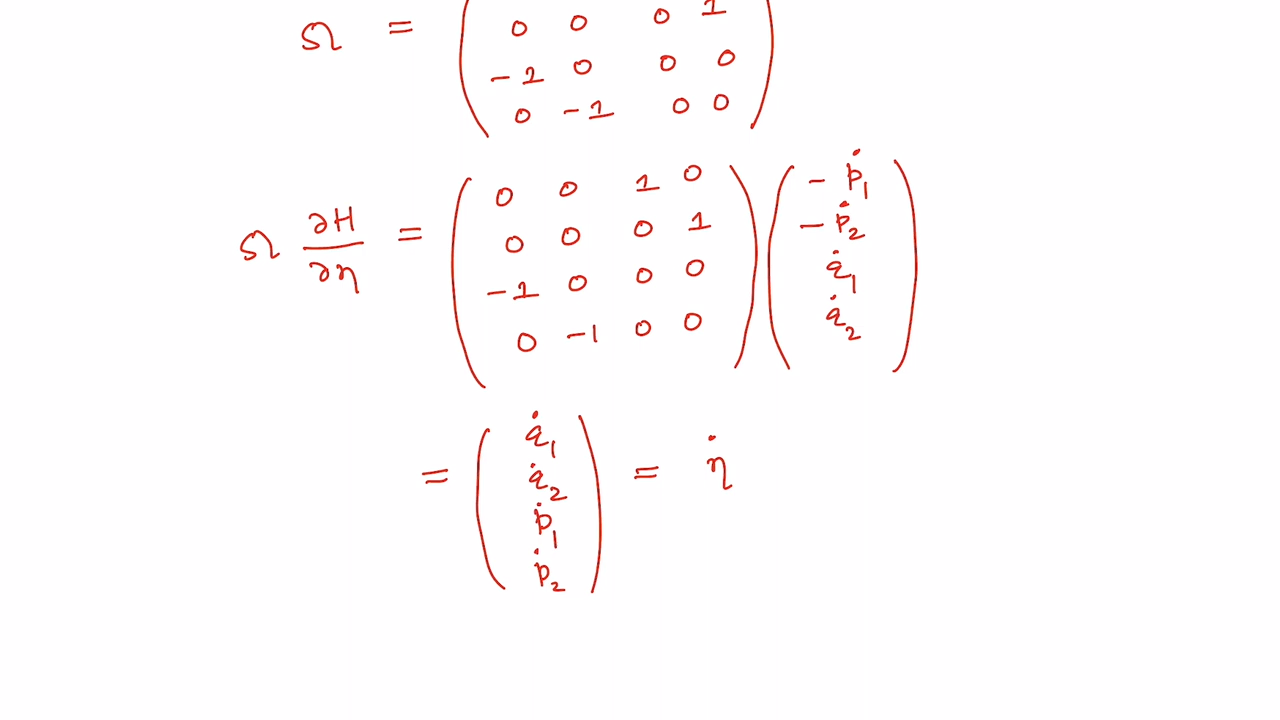 Ω = ( 0 0 0 1
-1 0 0 0
0 -1 0 0 )
Ω ∂H/∂η = ( 0 0 1 0
0 0 0 1
-1 0 0 0
0 -1 0 0 ) ( -ṗ₁
-ṗ₂
q̇₁
q̇₂ )
= ( q̇₁
q̇₂
ṗ₁
ṗ₂ ) = η̇